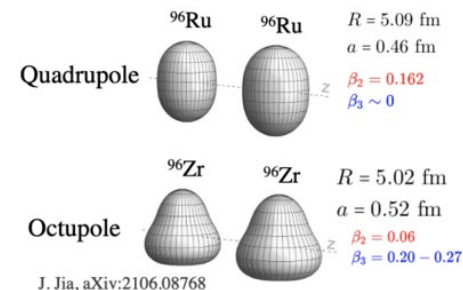 ⁹⁶Ru ⁹⁶Ru
R = 5.09 fm
a = 0.46 fm
Quadrupole
β₂ = 0.162
β₃ ~ 0
z
⁹⁶Zr ⁹⁶Zr
R = 5.02 fm
a = 0.52 fm
Octupole
β₂ = 0.06
β₃ = 0.20 − 0.27
z
J. Jia, aXiv:2106.08768